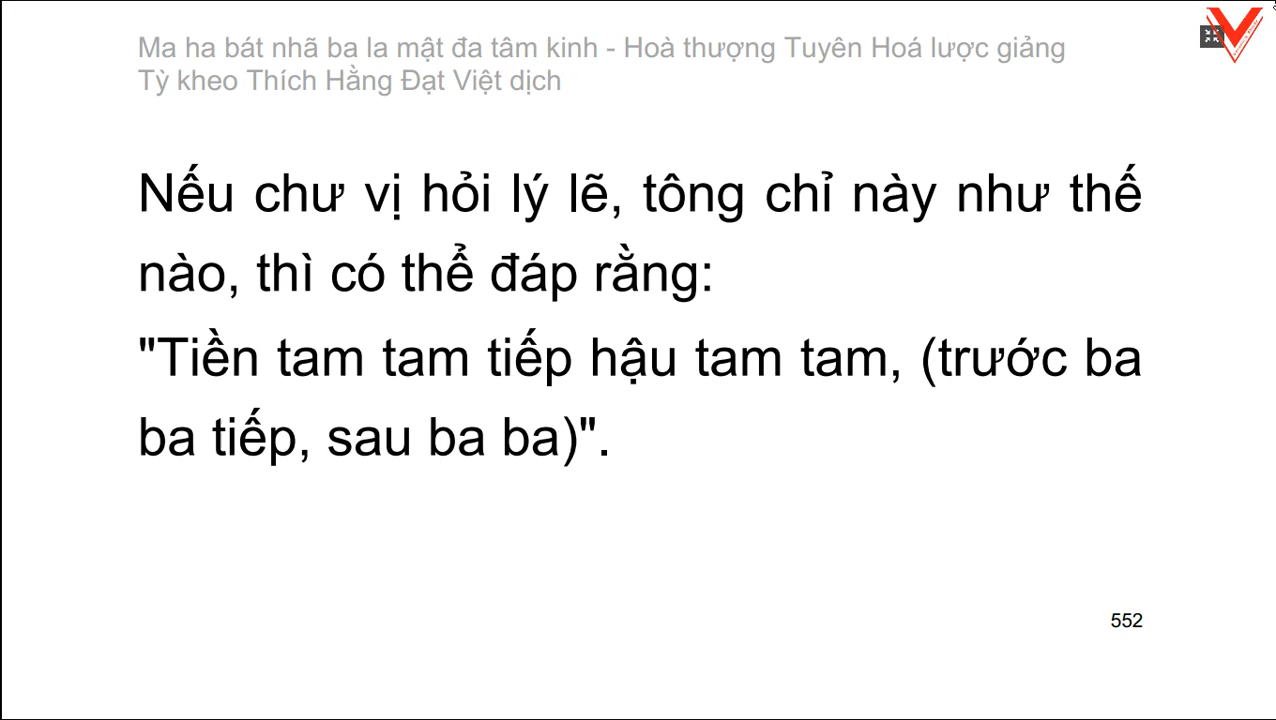 Ma ha bát nhã ba la mật đa tâm kinh - Hoà thượng Tuyên Hoá lược giảng
Tỳ kheo Thích Hằng Đạt Việt dịch
Nếu chư vị hỏi lý lẽ, tông chỉ này như thế
nào, thì có thể đáp rằng:
"Tiền tam tam tiếp hậu tam tam, (trước ba
ba tiếp, sau ba ba)".
552